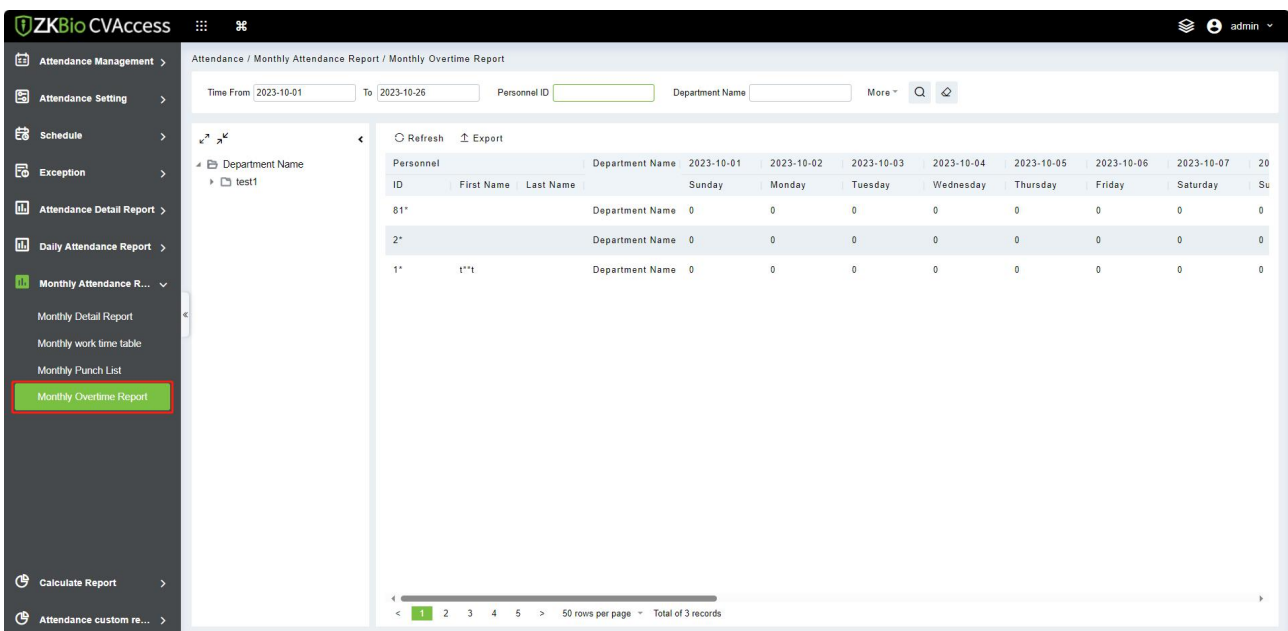 ZKBio CVAccess
admin
Attendance Management
Attendance Setting
Schedule
Exception
Attendance Detail Report
Daily Attendance Report
Monthly Attendance R...
Monthly Detail Report
Monthly work time table
Monthly Punch List
Monthly Overtime Report
Calculate Report
Attendance custom re...
Attendance / Monthly Attendance Report / Monthly Overtime Report
Time From 2023-10-01 To 2023-10-26 Personnel ID Department Name More
Department Name
test1
Refresh Export
Personnel Department Name 2023-10-01 2023-10-02 2023-10-03 2023-10-04 2023-10-05 2023-10-06 2023-10-07 20
ID First Name Last Name Sunday Monday Tuesday Wednesday Thursday Friday Saturday Su
81* Department Name 0 0 0 0 0 0 0 0
2* Department Name 0 0 0 0 0 0 0 0
1* t**t Department Name 0 0 0 0 0 0 0 0
< 1 2 3 4 5 > 50 rows per page Total of 3 records